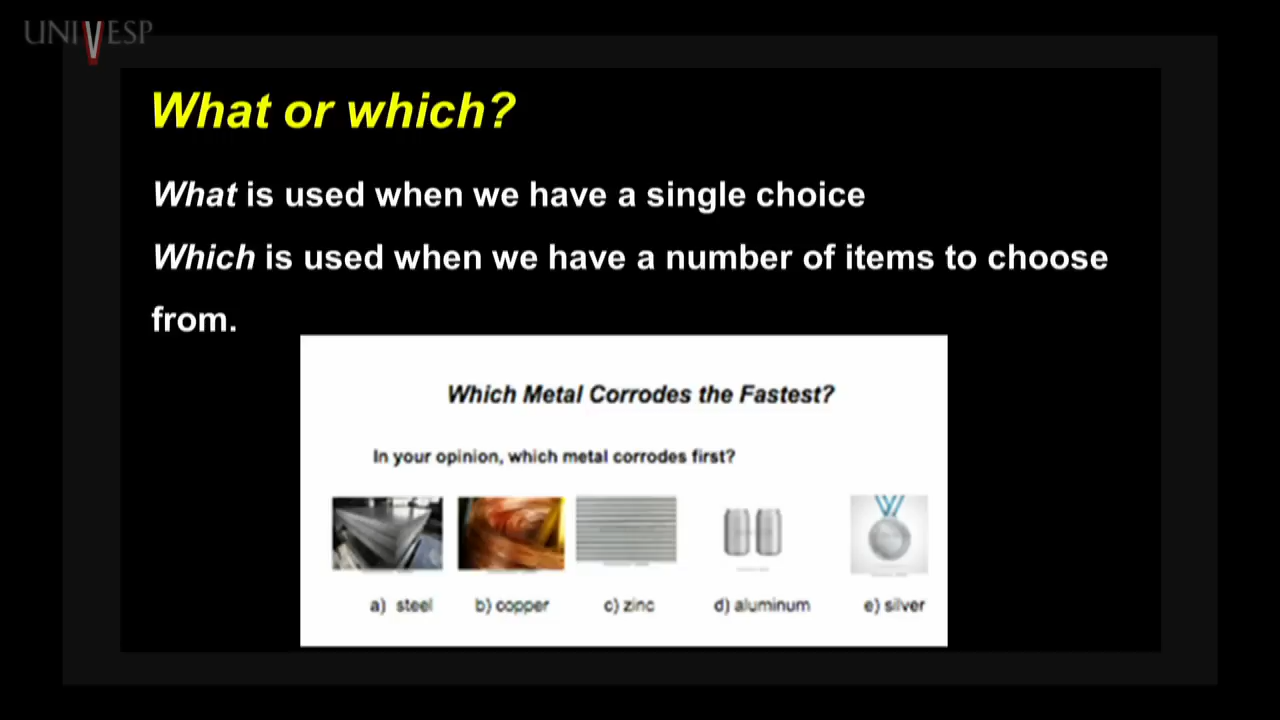 UNIVESP
What or which?
What is used when we have a single choice
Which is used when we have a number of items to choose
from.
Which Metal Corrodes the Fastest?
In your opinion, which metal corrodes first?
a) steel b) copper c) zinc d) aluminum e) silver